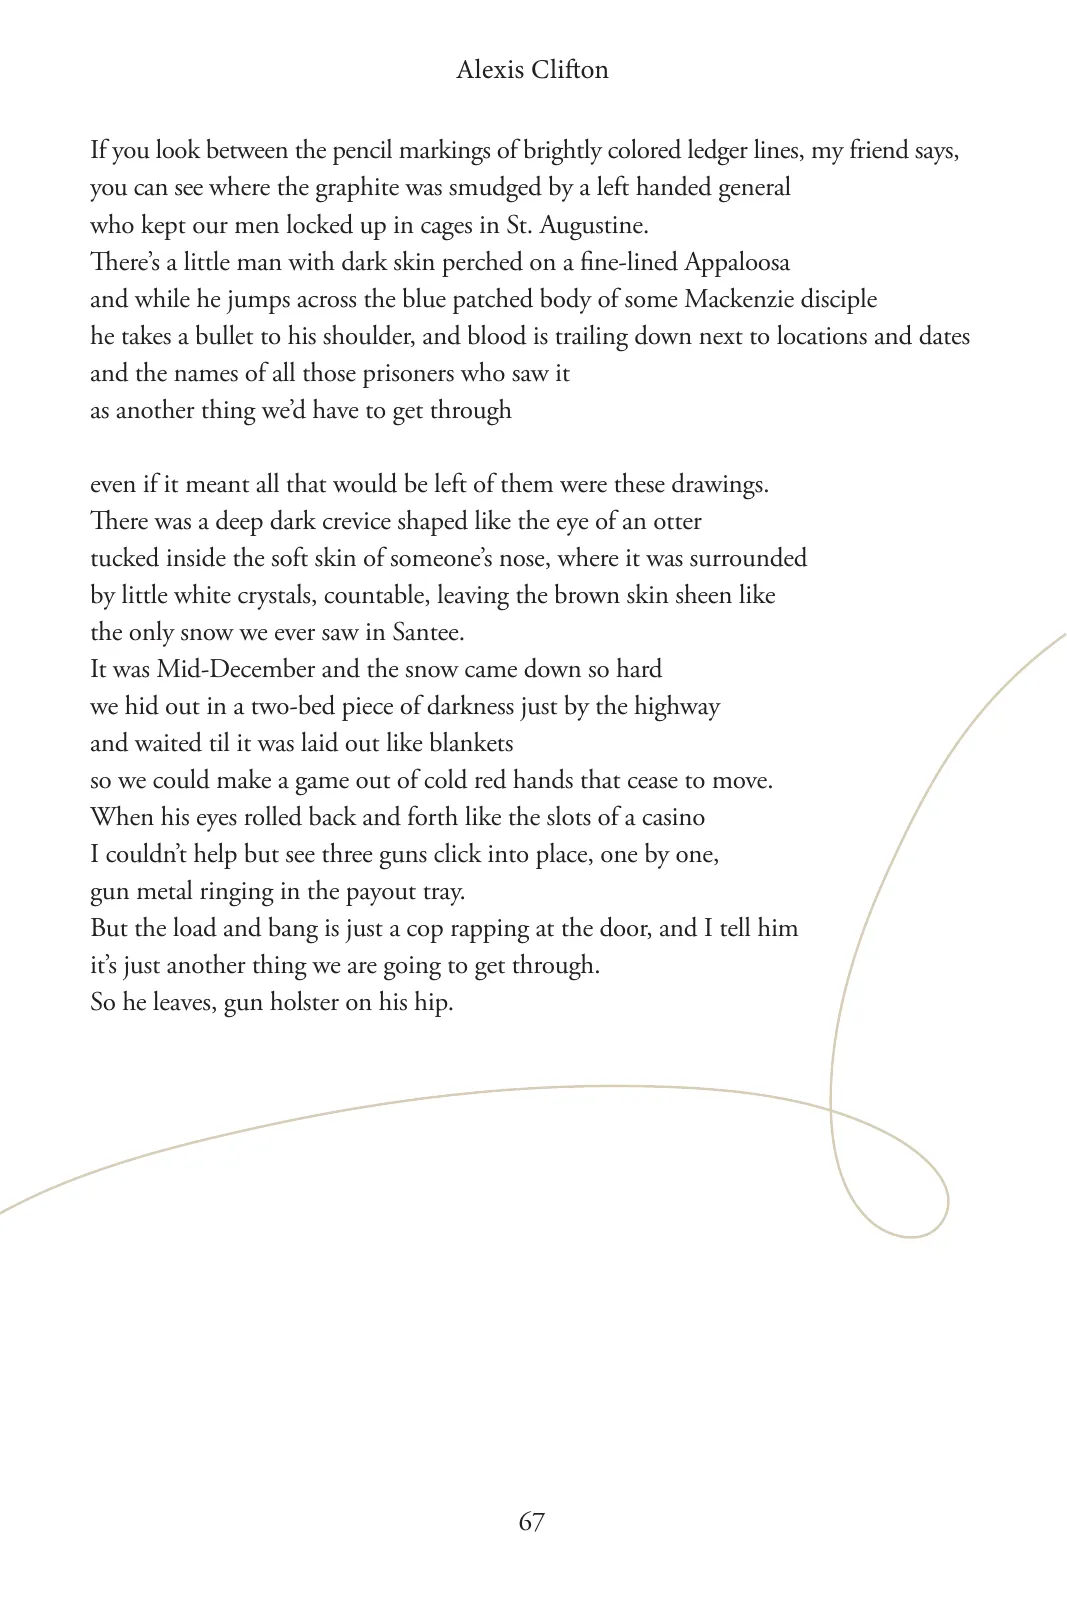 Alexis Clifton
If you look between the pencil markings of brightly colored ledger lines, my friend says,
you can see where the graphite was smudged by a left handed general
who kept our men locked up in cages in St. Augustine.
There’s a little man with dark skin perched on a fine-lined Appaloosa
and while he jumps across the blue patched body of some Mackenzie disciple
he takes a bullet to his shoulder, and blood is trailing down next to locations and dates
and the names of all those prisoners who saw it
as another thing we’d have to get through
even if it meant all that would be left of them were these drawings.
There was a deep dark crevice shaped like the eye of an otter
tucked inside the soft skin of someone’s nose, where it was surrounded
by little white crystals, countable, leaving the brown skin sheen like
the only snow we ever saw in Santee.
It was Mid-December and the snow came down so hard
we hid out in a two-bed piece of darkness just by the highway
and waited til it was laid out like blankets
so we could make a game out of cold red hands that cease to move.
When his eyes rolled back and forth like the slots of a casino
I couldn’t help but see three guns click into place, one by one,
gun metal ringing in the payout tray.
But the load and bang is just a cop rapping at the door, and I tell him
it’s just another thing we are going to get through.
So he leaves, gun holster on his hip.
67